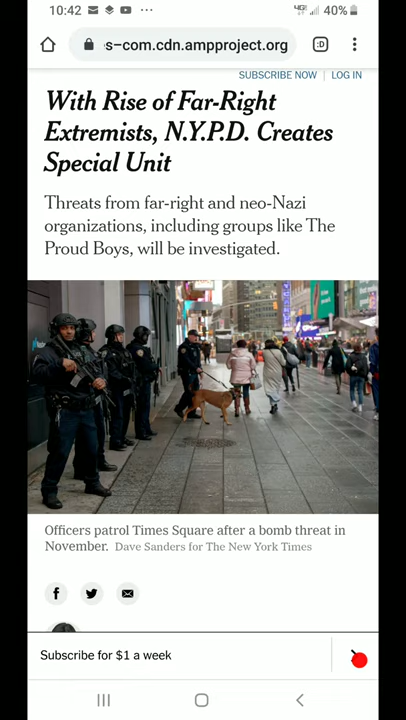 10:42
40%
s–com.cdn.ampproject.org
:D
SUBSCRIBE NOW | LOG IN
With Rise of Far-Right
Extremists, N.Y.P.D. Creates
Special Unit
Threats from far-right and neo-Nazi
organizations, including groups like The
Proud Boys, will be investigated.
Officers patrol Times Square after a bomb threat in
November. Dave Sanders for The New York Times
Subscribe for $1 a week